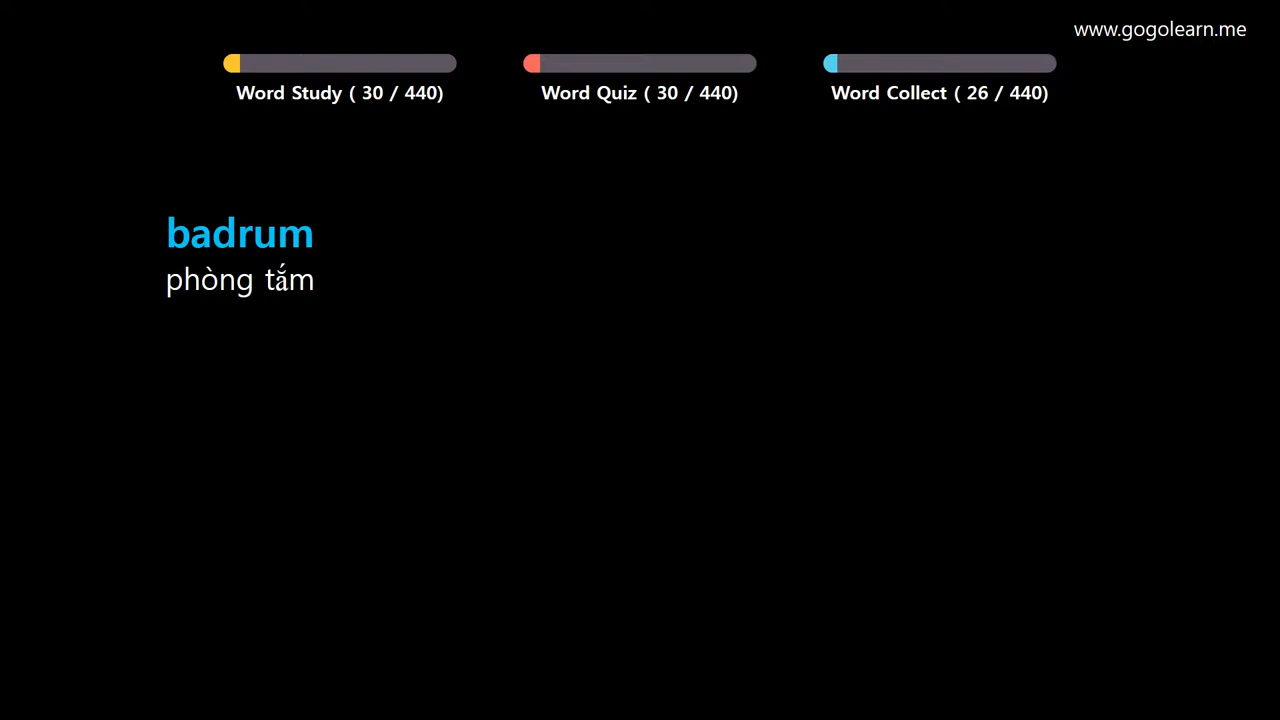 www.gogolearn.me
Word Study ( 30 / 440)
Word Quiz ( 30 / 440)
Word Collect ( 26 / 440)
badrum
phòng tắm